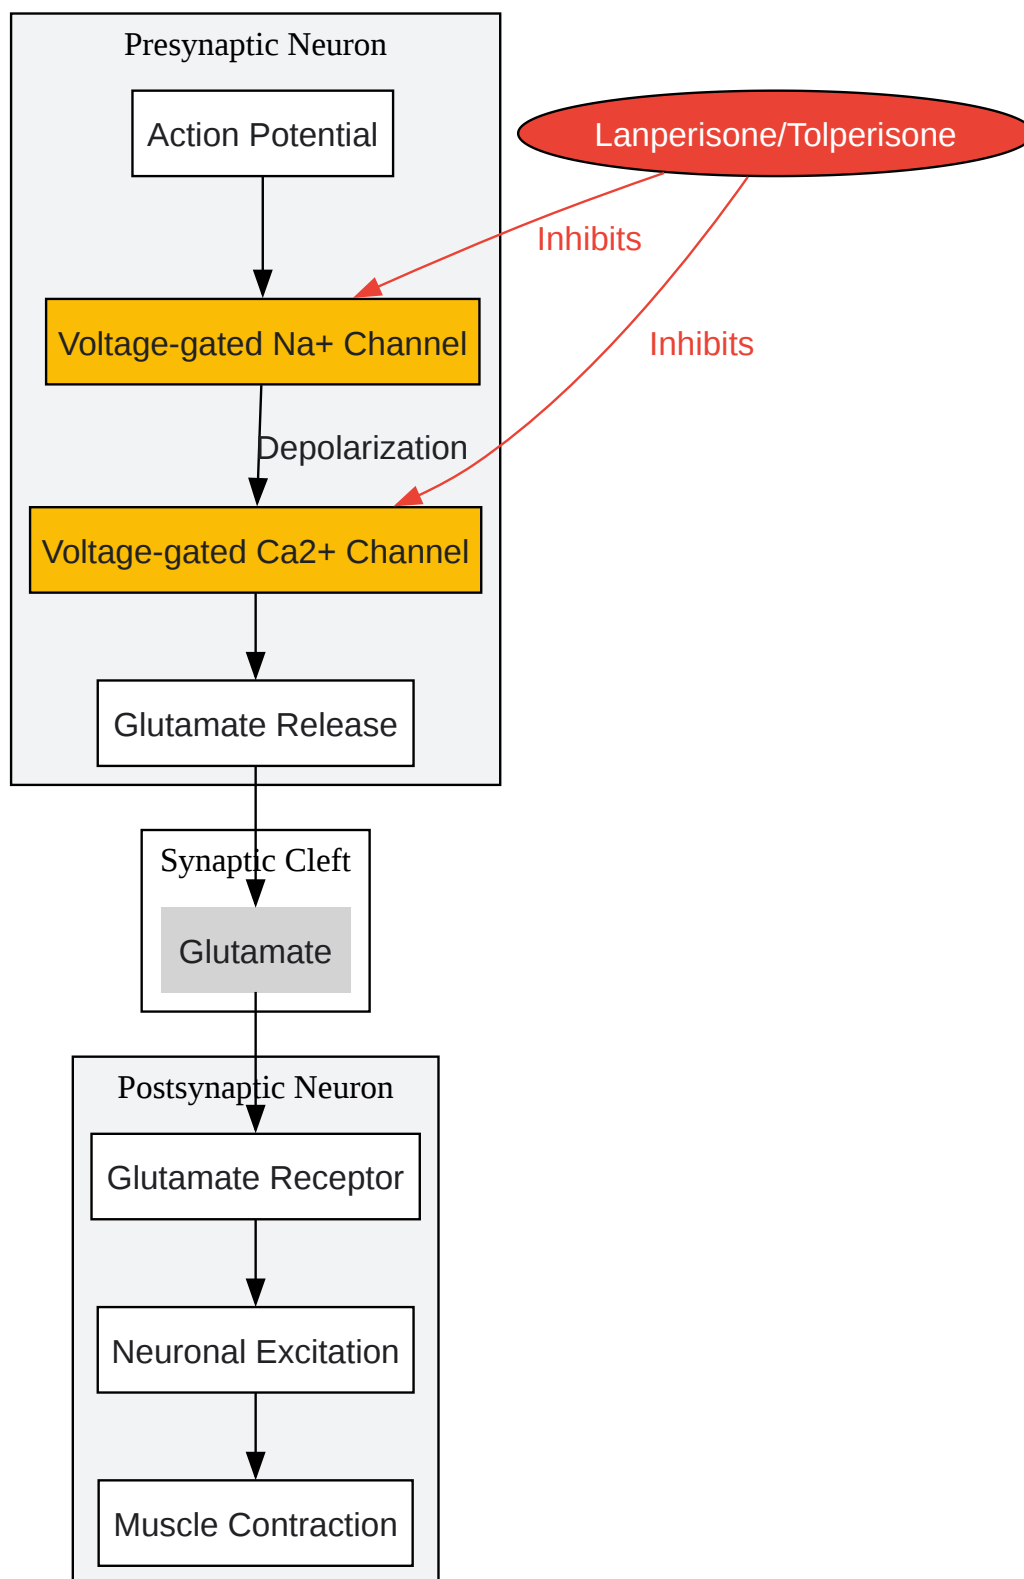 Presynaptic Neuron
Action Potential
Lanperisone/Tolperisone
Inhibits
Voltage-gated Na+ Channel
Inhibits
Depolarization
Voltage-gated Ca2+ Channel
Glutamate Release
Synaptic Cleft
Glutamate
Postsynaptic Neuron
Glutamate Receptor
Neuronal Excitation
Muscle Contraction